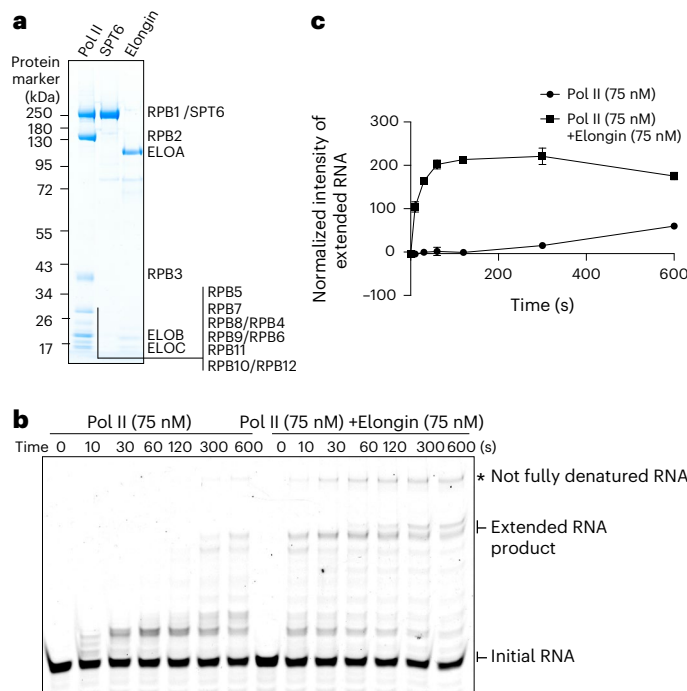 a
Pol II
SPT6
Elongin
Protein
marker
(kDa)
250
180
130
95
72
55
43
34
26
17
RPB1 /SPT6
RPB2
ELOA
RPB3
ELOB
ELOC
RPB5
RPB7
RPB8/RPB4
RPB9/RPB6
RPB11
RPB10/RPB12
c
Pol II (75 nM)
Pol II (75 nM)
+Elongin (75 nM)
Normalized intensity of
extended RNA
300
200
100
0
–100
200 400 600
Time (s)
b
Pol II (75 nM) Pol II (75 nM) +Elongin (75 nM)
Time 0 10 30 60 120 300 600 0 10 30 60 120 300 600 (s)
* Not fully denatured RNA
Extended RNA
product
Initial RNA